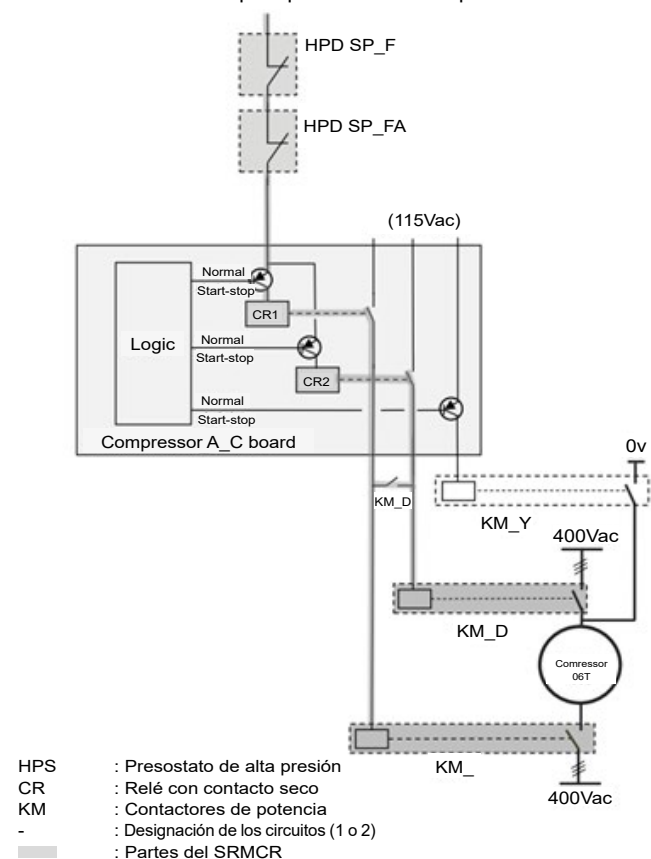 HPD SP_F
HPD SP_FA
(115Vac)
Normal
Start-stop
CR1
Logic
Normal
Start-stop
CR2
Normal
Start-stop
Compressor A_C board
KM_D
0v
KM_Y
400Vac
KM_D
Comressor
06T
KM_
400Vac
HPS : Presostato de alta presión
CR : Relé con contacto seco
KM : Contactores de potencia
- : Designación de los circuitos (1 o 2)
: Partes del SRMCR